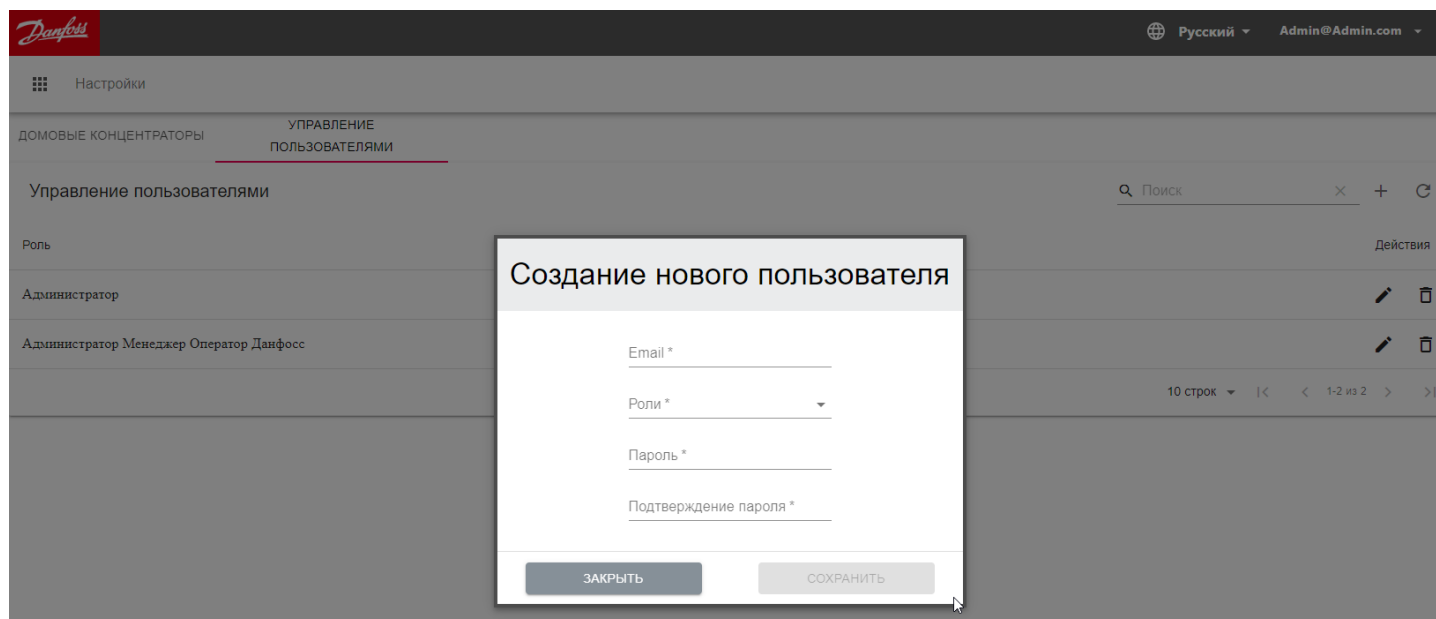 Danfoss
Русский
Admin@Admin.com
Настройки
ДОМОВЫЕ КОНЦЕНТРАТОРЫ
УПРАВЛЕНИЕ
ПОЛЬЗОВАТЕЛЯМИ
Управление пользователями
Поиск
Роль
Действия
Администратор
Администратор Менеджер Оператор Данфосс
10 строк
1-2 из 2
Создание нового пользователя
Email *
Роли *
Пароль *
Подтверждение пароля *
ЗАКРЫТЬ
СОХРАНИТЬ